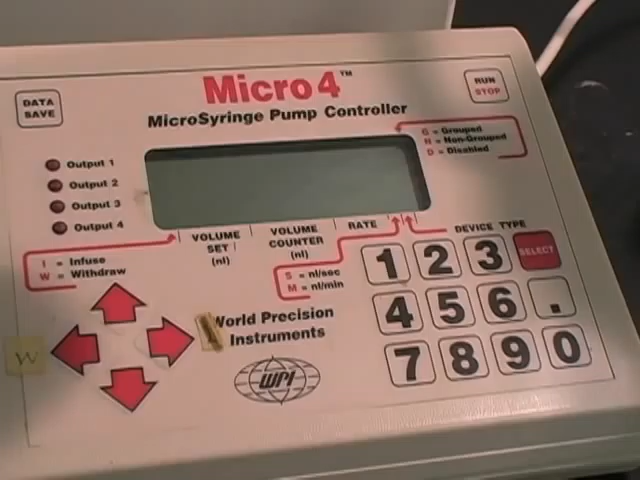 Micro4™
MicroSyringe Pump Controller
DATA
SAVE
RUN
STOP
G = Grouped
N = Non-Grouped
D = Disabled
Output 1
Output 2
Output 3
Output 4
VOLUME
SET
(nl)
VOLUME
COUNTER
(nl)
RATE
DEVICE TYPE
I = Infuse
W = Withdraw
S = nl/sec
M = nl/min
1 2 3 SELECT
4 5 6 .
7 8 9 0
World Precision
Instruments
WPI
W
I